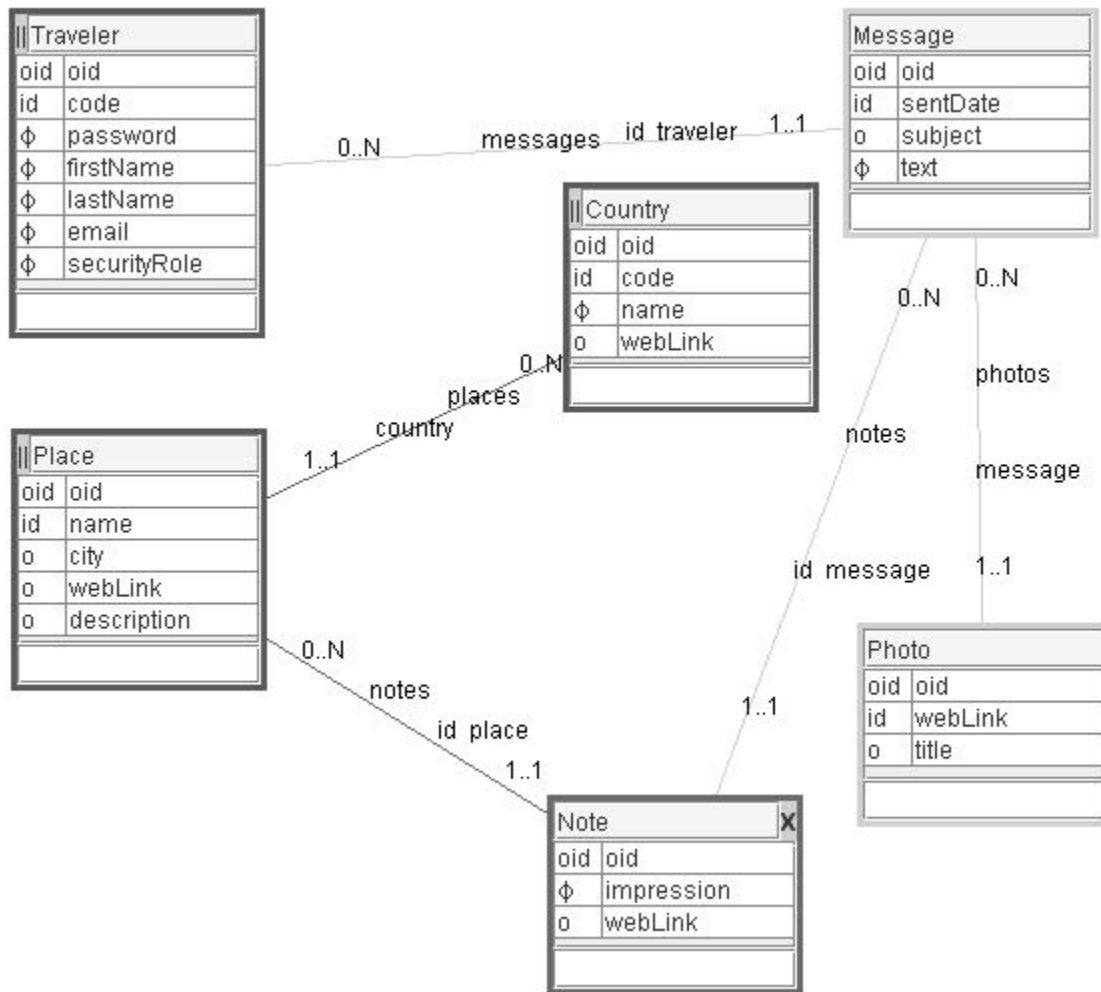 || Traveler
oid oid
id code
ϕ password
ϕ firstName
ϕ lastName
ϕ email
ϕ securityRole
Message
oid oid
id sentDate
o subject
ϕ text
0..N messages id traveler 1..1
|| Country
oid oid
id code
ϕ name
o webLink
0..N
places
country
1..1
0..N
notes
id message
1..1
0..N
photos
message
1..1
|| Place
oid oid
id name
o city
o webLink
o description
0..N
notes
id place
1..1
Photo
oid oid
id webLink
o title
Note X
oid oid
ϕ impression
o webLink